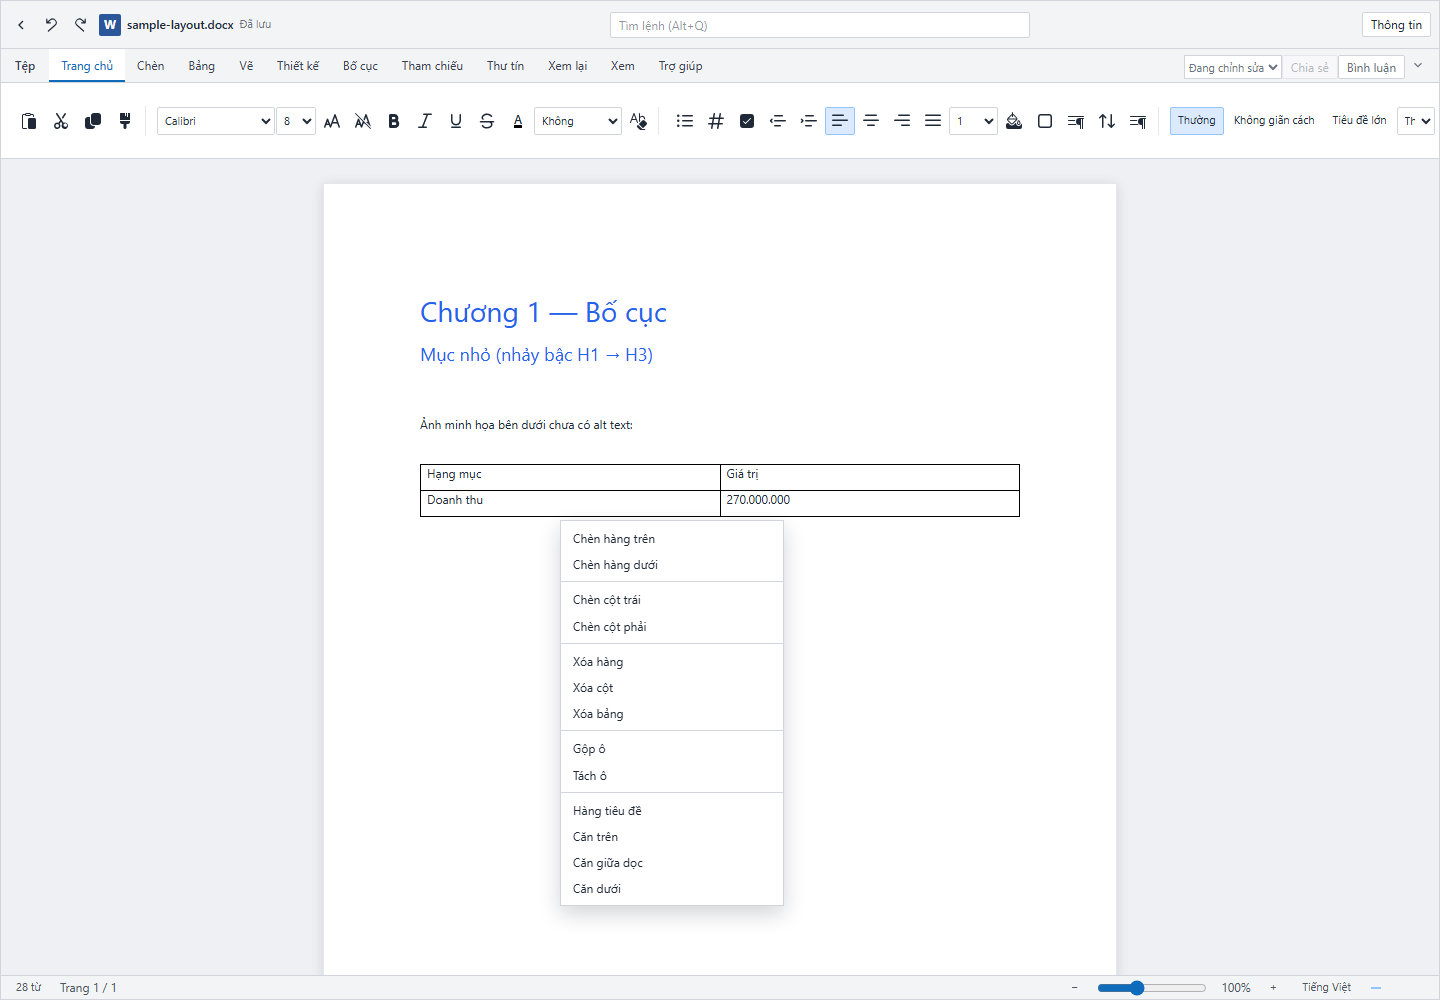 W sample-layout.docx Đã lưu
Tìm lệnh (Alt+Q)
Thông tin
Tệp Trang chủ Chèn Bảng Vẽ Thiết kế Bố cục Tham chiếu Thư tín Xem lại Xem Trợ giúp
Đang chỉnh sửa Chia sẻ Bình luận
Calibri 8 Không 1 Thường Không giãn cách Tiêu đề lớn
Chương 1 — Bố cục
Mục nhỏ (nhảy bậc H1 → H3)
Ảnh minh họa bên dưới chưa có alt text:
Hạng mục Giá trị
Doanh thu 270.000.000
Chèn hàng trên
Chèn hàng dưới
Chèn cột trái
Chèn cột phải
Xóa hàng
Xóa cột
Xóa bảng
Gộp ô
Tách ô
Hàng tiêu đề
Căn trên
Căn giữa dọc
Căn dưới
28 từ Trang 1 / 1
100% Tiếng Việt